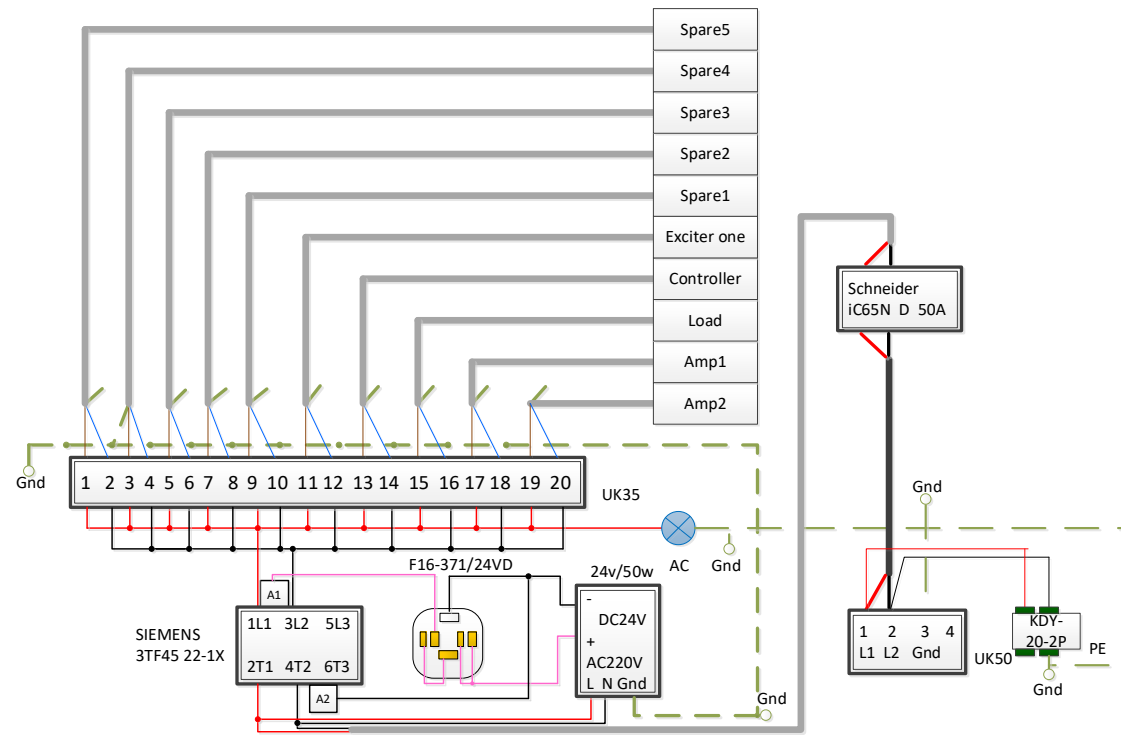 Spare5
Spare4
Spare3
Spare2
Spare1
Exciter one
Controller
Load
Amp1
Amp2
Schneider
iC65N D 50A
Gnd
1 2 3 4 5 6 7 8 9 10 11 12 13 14 15 16 17 18 19 20
UK35
Gnd
AC
Gnd
F16-371/24VD
24v/50w
A1
SIEMENS
3TF45 22-1X
1L1 3L2 5L3
2T1 4T2 6T3
A2
-
DC24V
+
AC220V
L N Gnd
Gnd
1 2 3 4
L1 L2 Gnd
UK50
KDY-
20-2P
PE
Gnd